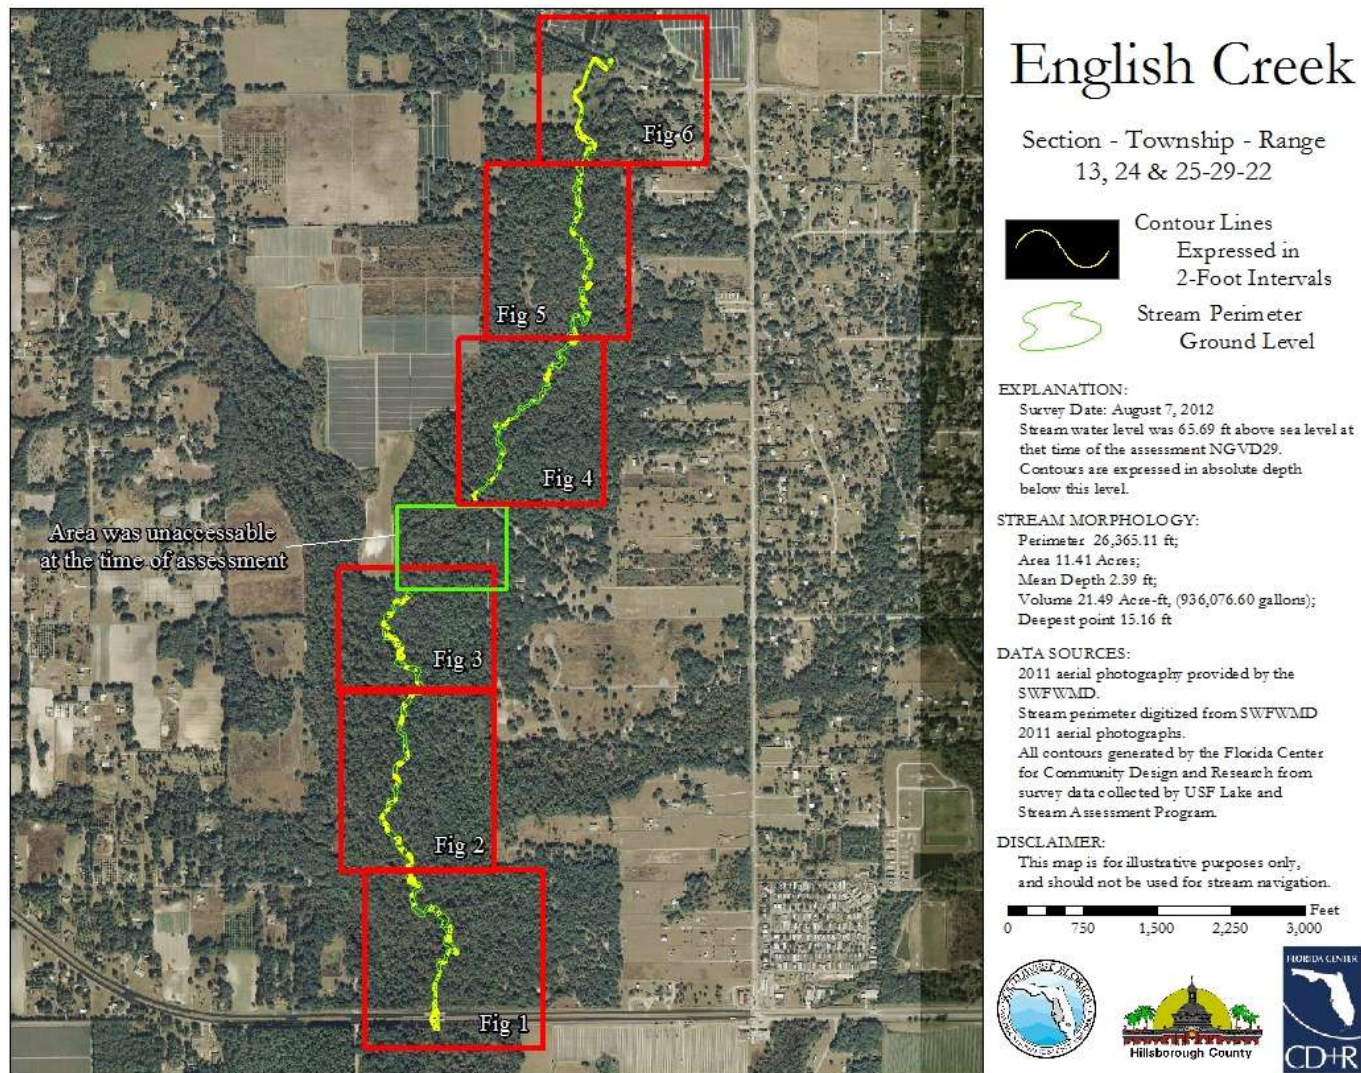 English Creek
Section - Township - Range
13, 24 & 25-29-22
Contour Lines
Expressed in
2-Foot Intervals
Stream Perimeter
Ground Level
EXPLANATION:
Survey Date: August 7, 2012
Stream water level was 65.69 ft above sea level at
thet time of the assessment NGVD29.
Contours are expressed in absolute depth
below this level.
STREAM MORPHOLOGY:
Perimeter 26,365.11 ft;
Area 11.41 Acres;
Mean Depth 2.39 ft;
Volume 21.49 Acre-ft, (936,076.60 gallons);
Deepest point 15.16 ft
DATA SOURCES:
2011 aerial photography provided by the
SWFWMD.
Stream perimeter digitized from SWFWMD
2011 aerial photographs.
All contours generated by the Florida Center
for Community Design and Research from
survey data collected by USF Lake and
Stream Assessment Program.
DISCLAIMER:
This map is for illustrative purposes only,
and should not be used for stream navigation.
Feet
0 750 1,500 2,250 3,000
Hillsborough County
FLORIDA CENTER
CD+R
Fig 6
Fig 5
Fig 4
Area was unaccessable
at the time of assessment
Fig 3
Fig 2
Fig 1